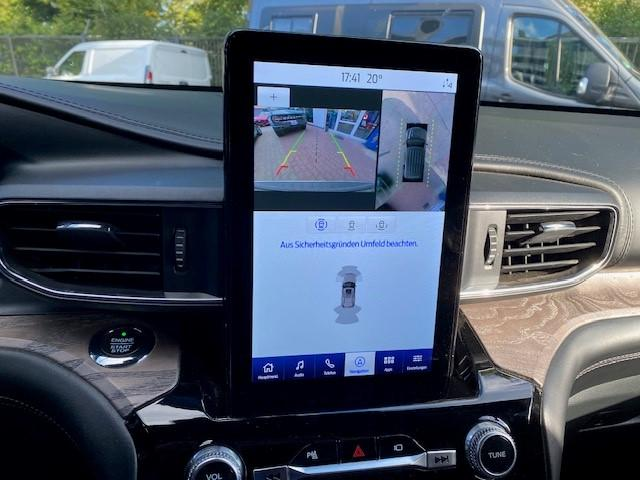 17:41 20°
Aus Sicherheitsgründen Umfeld beachten.
Hauptmenü Audio Telefon Navigation Apps Einstellungen
ENGINE
START
STOP
VOL
TUNE